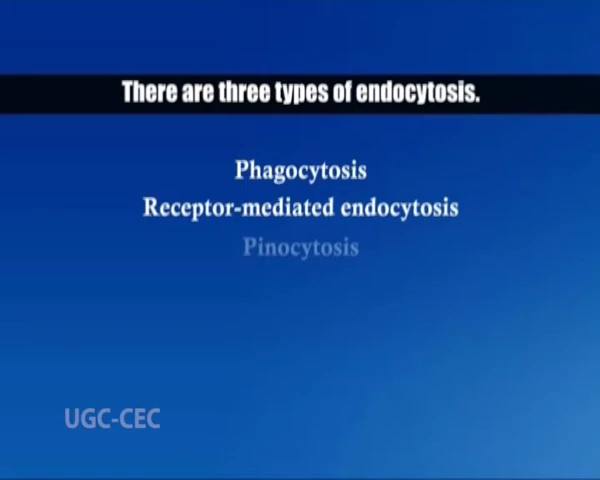 There are three types of endocytosis.
Phagocytosis
Receptor-mediated endocytosis
Pinocytosis
UGC-CEC